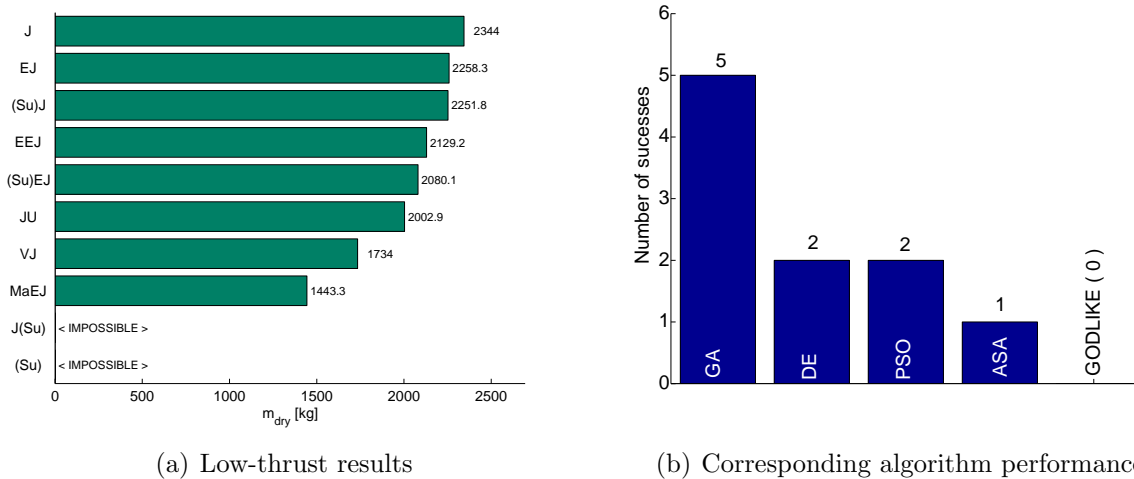 J
2344
EJ
2258.3
(Su)J
2251.8
EEJ
2129.2
(Su)EJ
2080.1
JU
2002.9
VJ
1734
MaEJ
1443.3
J(Su)
< IMPOSSIBLE >
(Su)
< IMPOSSIBLE >
0 500 1000 1500 2000 2500
m_dry [kg]
(a) Low-thrust results
Number of sucesses
6
5
4
3
2
1
0
5
2
2
1
GA
DE
PSO
ASA
GODLIKE ( 0 )
(b) Corresponding algorithm performance